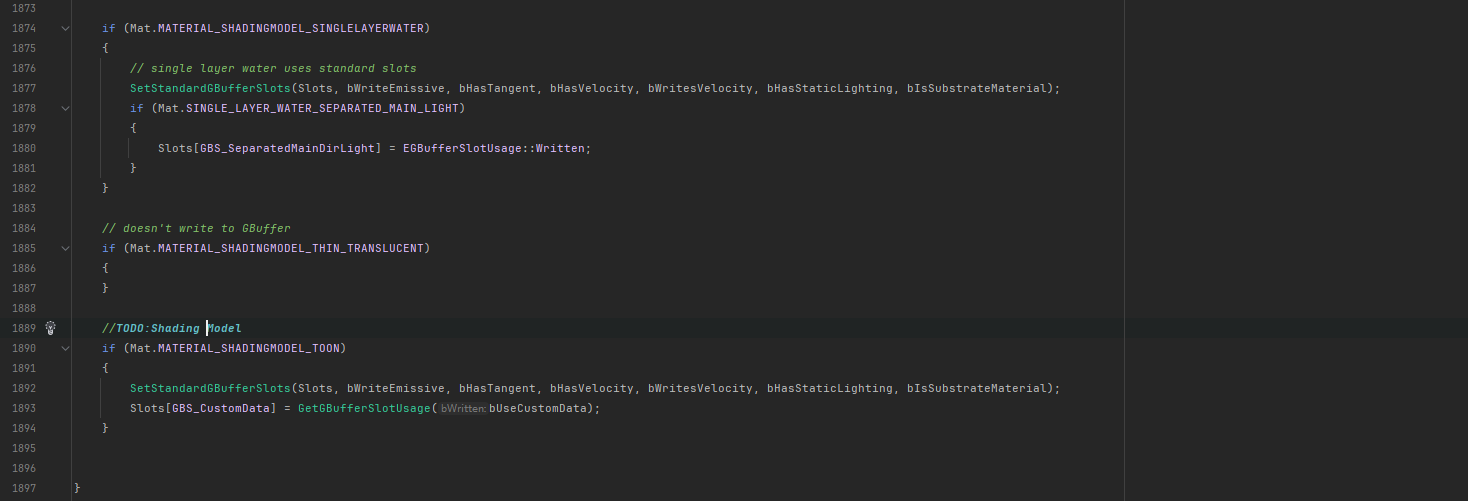 1873
1874 if (Mat.MATERIAL_SHADINGMODEL_SINGLELAYERWATER)
1875 {
1876 // single layer water uses standard slots
1877 SetStandardGBufferSlots(Slots, bWriteEmissive, bHasTangent, bHasVelocity, bWritesVelocity, bHasStaticLighting, bIsSubstrateMaterial);
1878 if (Mat.SINGLE_LAYER_WATER_SEPARATED_MAIN_LIGHT)
1879 {
1880 Slots[GBS_SeparatedMainDirLight] = EGBufferSlotUsage::Written;
1881 }
1882 }
1883
1884 // doesn't write to GBuffer
1885 if (Mat.MATERIAL_SHADINGMODEL_THIN_TRANSLUCENT)
1886 {
1887 }
1888
1889 //TODO:Shading Model
1890 if (Mat.MATERIAL_SHADINGMODEL_TOON)
1891 {
1892 SetStandardGBufferSlots(Slots, bWriteEmissive, bHasTangent, bHasVelocity, bWritesVelocity, bHasStaticLighting, bIsSubstrateMaterial);
1893 Slots[GBS_CustomData] = GetGBufferSlotUsage( bWritten: bUseCustomData);
1894 }
1895
1896
1897 }